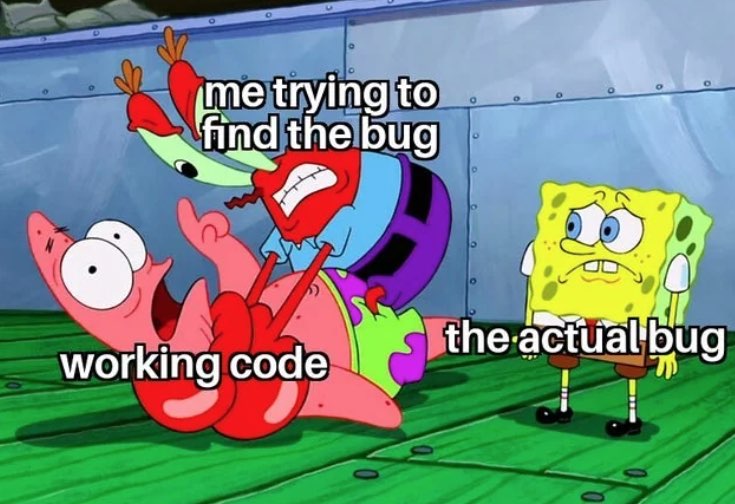 me trying to
find the bug
working code
the actual bug